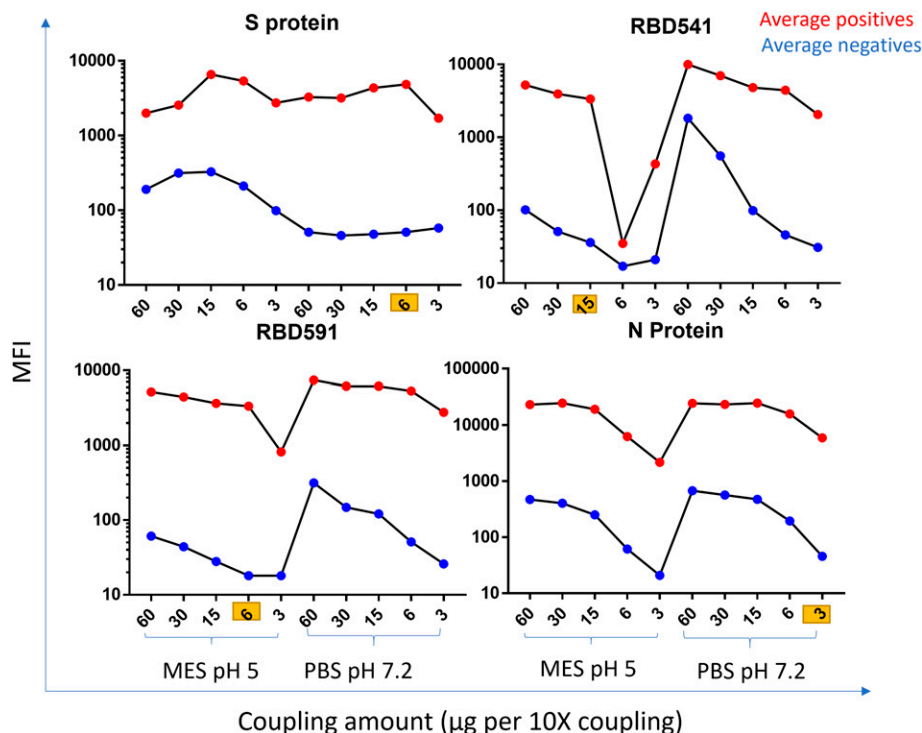 Average positives
Average negatives
S protein
10000
1000
100
10
60 30 15 6 3 60 30 15 6 3
RBD541
10000
1000
100
10
60 30 15 6 3 60 30 15 6 3
MFI
RBD591
10000
1000
100
10
60 30 15 6 3 60 30 15 6 3
MES pH 5 PBS pH 7.2
N Protein
100000
10000
1000
100
10
60 30 15 6 3 60 30 15 6 3
MES pH 5 PBS pH 7.2
Coupling amount (µg per 10X coupling)